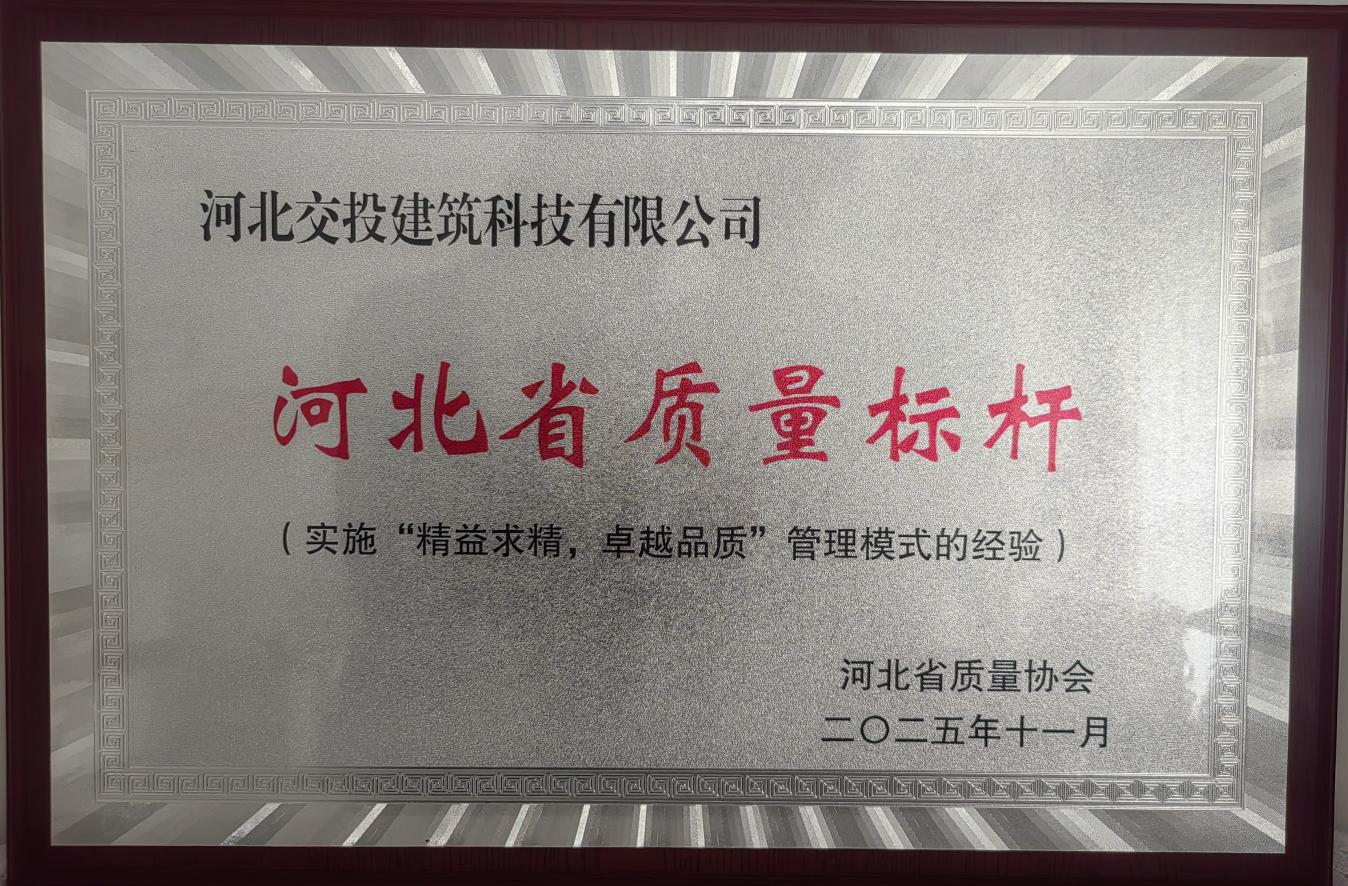 河北交投建筑科技有限公司
河北省质量标杆
（实施“精益求精，卓越品质”管理模式的经验）
河北省质量协会
二〇二五年十一月